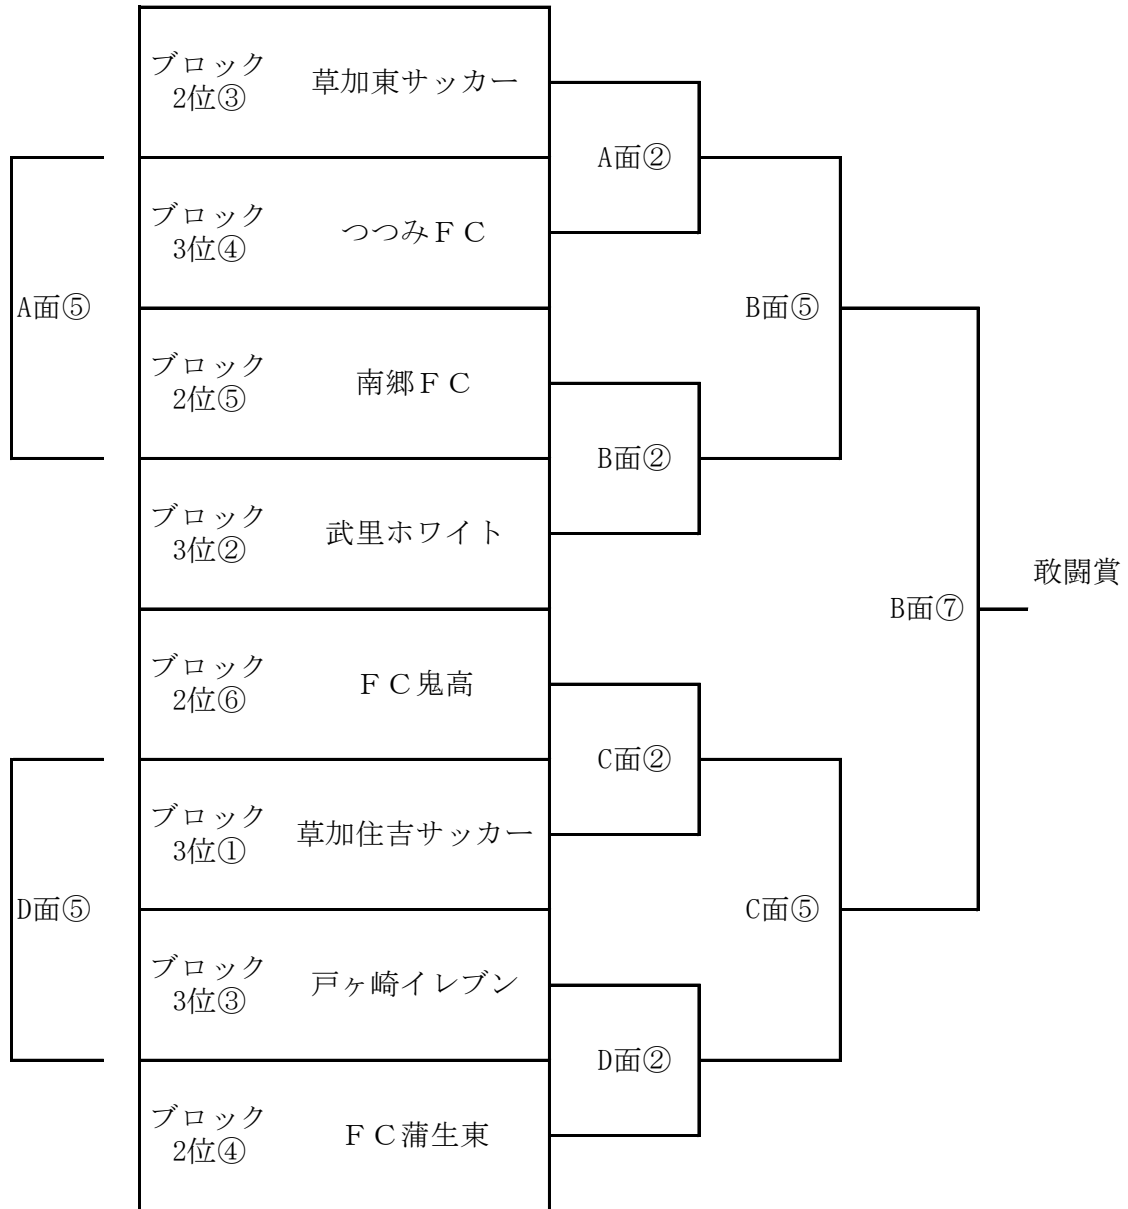 ブロック
2位③
草加東サッカー
A面②
ブロック
3位④
つつみＦＣ
A面⑤
B面⑤
ブロック
2位⑤
南郷ＦＣ
B面②
ブロック
3位②
武里ホワイト
敢闘賞
B面⑦
ブロック
2位⑥
ＦＣ鬼高
C面②
ブロック
3位①
草加住吉サッカー
D面⑤
C面⑤
ブロック
3位③
戸ヶ崎イレブン
D面②
ブロック
2位④
ＦＣ蒲生東